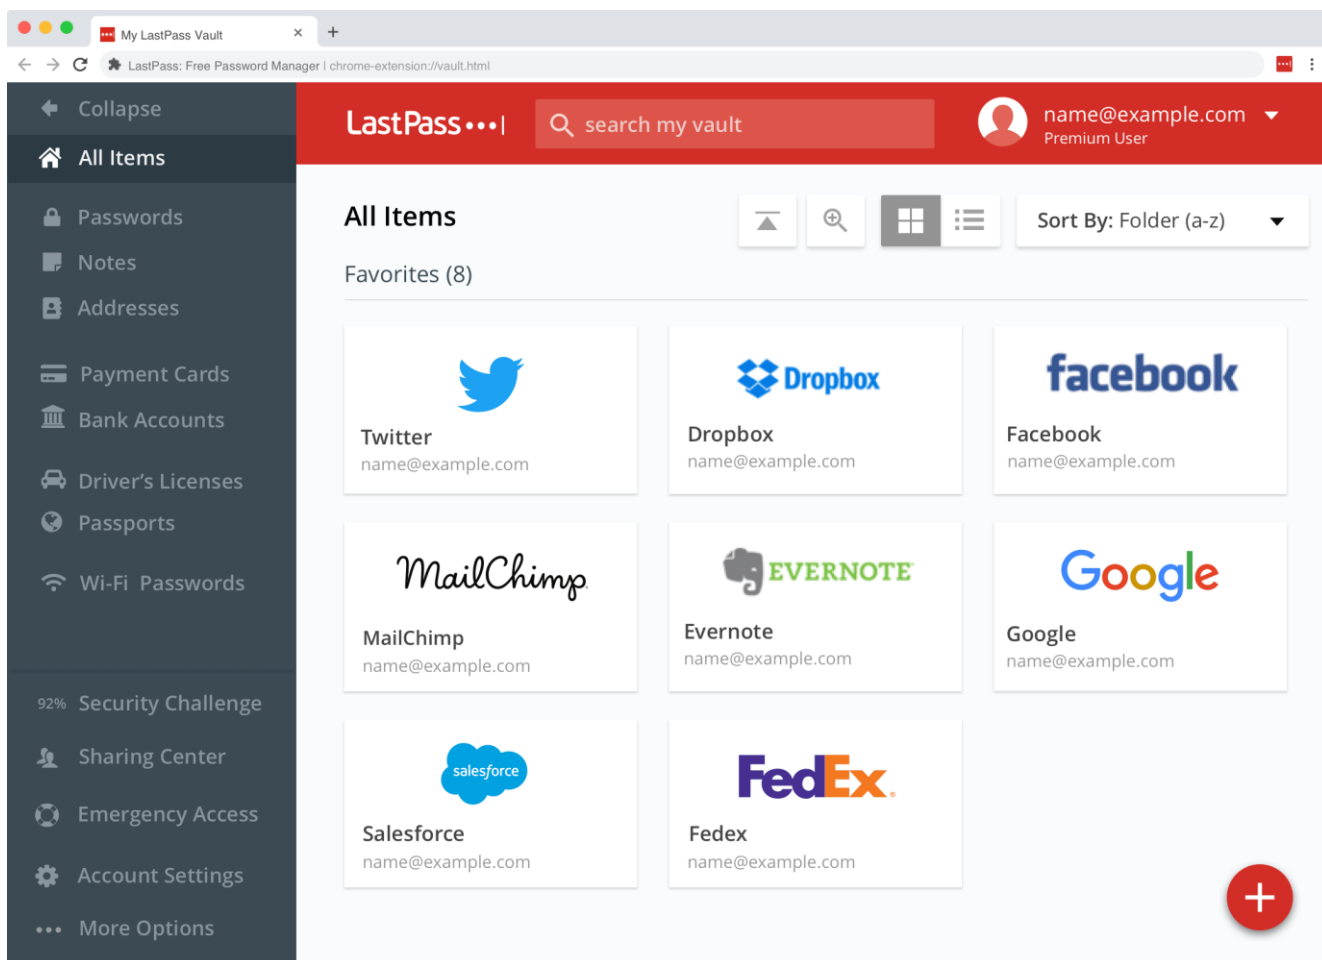 My LastPass Vault
LastPass: Free Password Manager | chrome-extension://vault.html
Collapse
All Items
Passwords
Notes
Addresses
Payment Cards
Bank Accounts
Driver's Licenses
Passports
Wi-Fi Passwords
92% Security Challenge
Sharing Center
Emergency Access
Account Settings
More Options
LastPass
search my vault
name@example.com
Premium User
All Items
Sort By: Folder (a-z)
Favorites (8)
Twitter
name@example.com
Dropbox
Dropbox
name@example.com
facebook
Facebook
name@example.com
MailChimp
MailChimp
name@example.com
EVERNOTE
Evernote
name@example.com
Google
Google
name@example.com
salesforce
Salesforce
name@example.com
FedEx
Fedex
name@example.com